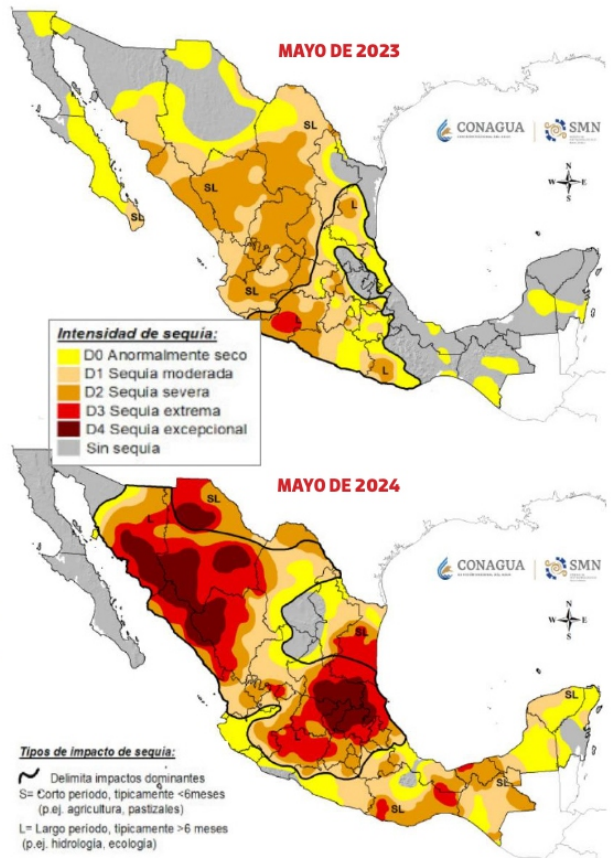 MAYO DE 2023
CONAGUA
SMN
N
W E
S
SL
SL
SL
L
SL
L
L
Intensidad de sequía:
D0 Anormalmente seco
D1 Sequía moderada
D2 Sequía severa
D3 Sequía extrema
D4 Sequía excepcional
Sin sequia
MAYO DE 2024
CONAGUA
SMN
N
W E
S
SL
L
SL
SL
L
SL
SL
Tipos de impacto de sequía:
Delimita impactos dominantes
S= Corto período, típicamente <6meses
(p.ej. agricultura, pastizales)
L= Largo período, típicamente >6 meses
(p.ej. hidrología, ecología)